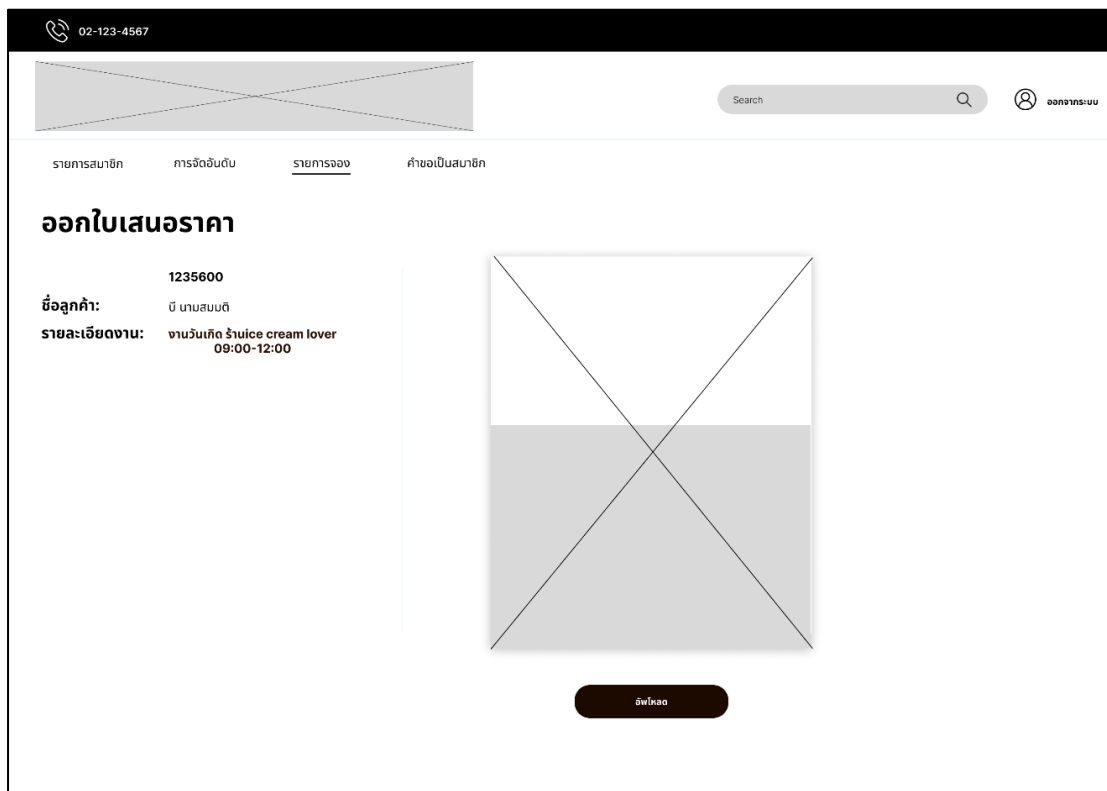 02-123-4567
Search
ออกจากระบบ
รายการสมาชิก การจัดอันดับ รายการจอง คำขอเป็นสมาชิก
ออกใบเสนอราคา
1235600
ชื่อลูกค้า: บี นามสมมติ
รายละเอียดงาน: งานวันเกิด ร้านice cream lover
09:00-12:00
อัพโหลด